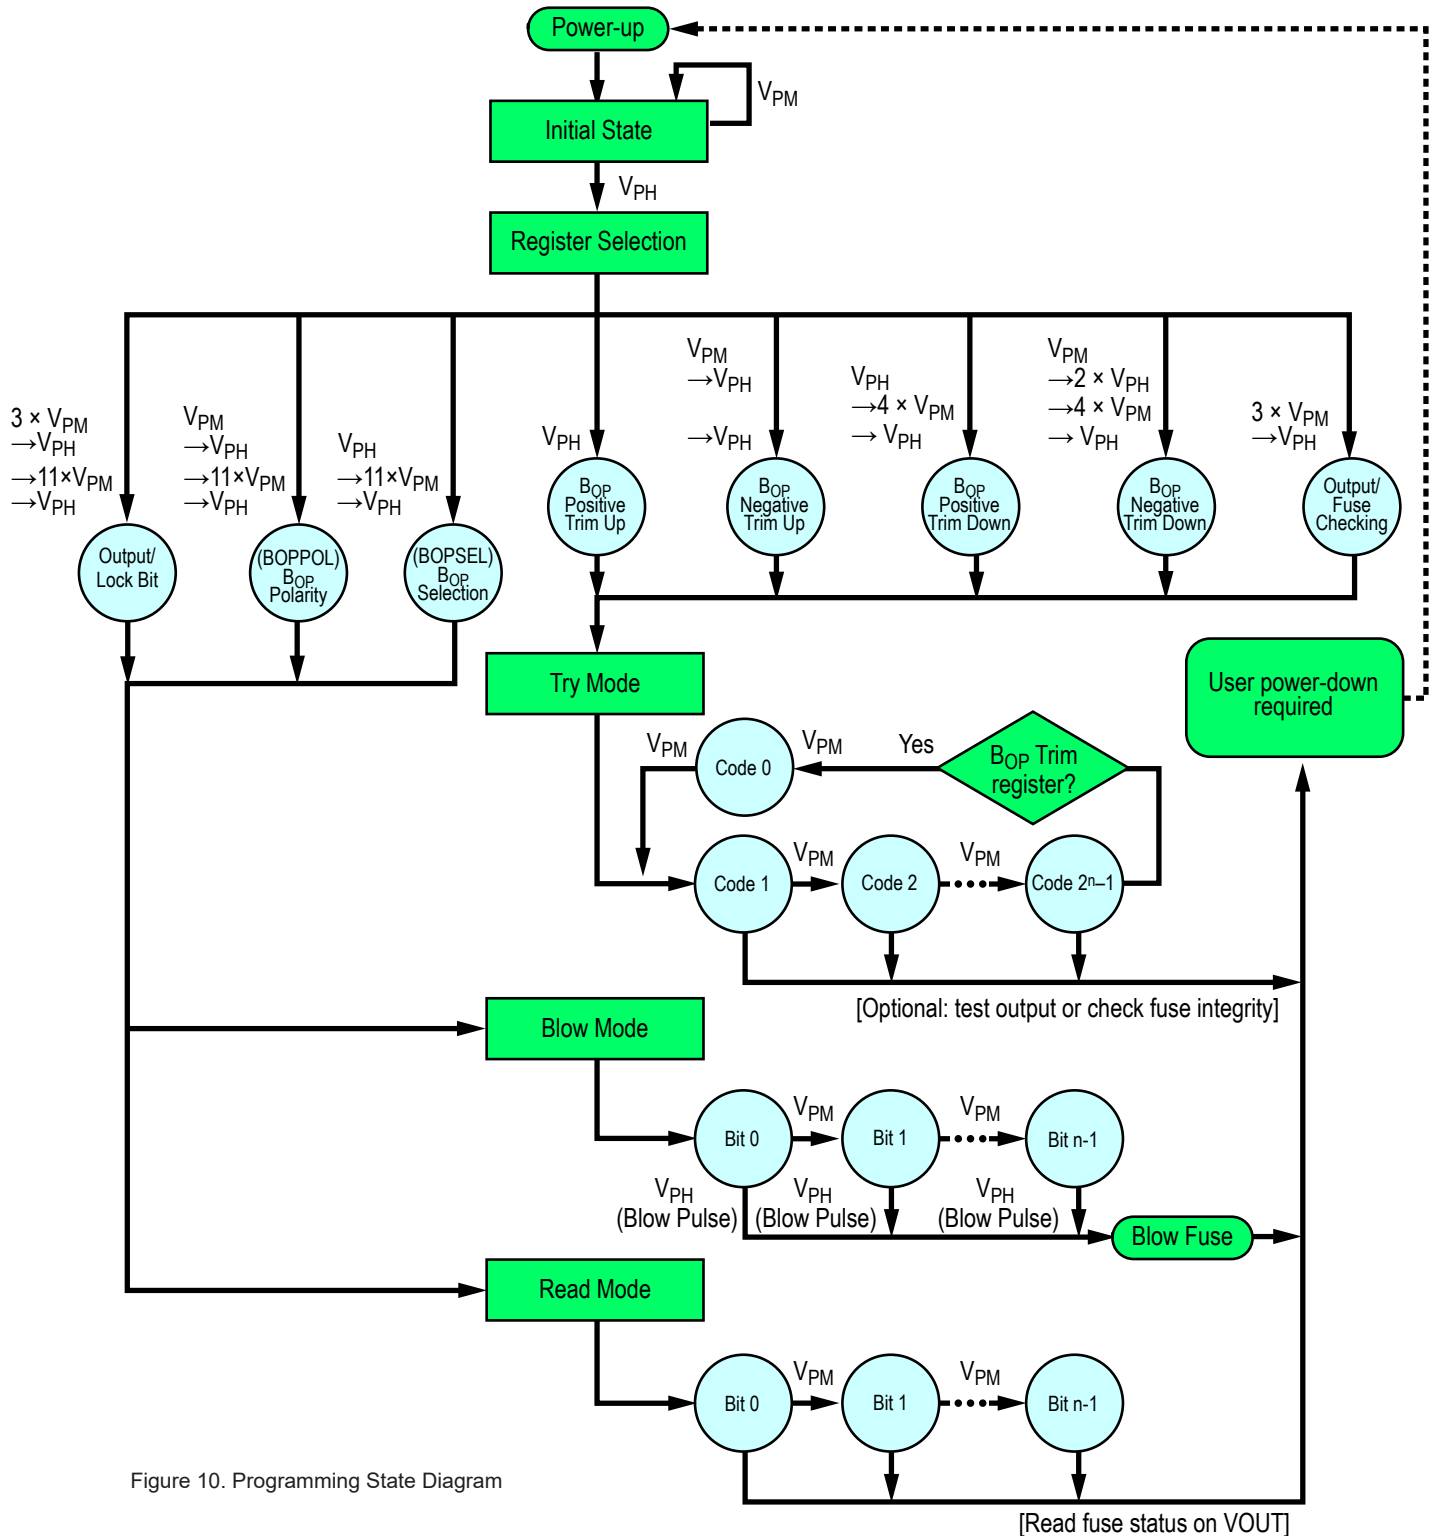 Power-up
VPM
Initial State
VPH
Register Selection
3 × VPM
→VPH
→11×VPM
→VPH
VPM
→VPH
→11×VPM
→VPH
VPH
→11×VPM
→VPH
VPH
VPM
→VPH
→VPH
VPH
→4 × VPM
→ VPH
VPM
→2 × VPH
→4 × VPM
→ VPH
3 × VPM
→VPH
Output/
Lock Bit
(BOPPOL)
BOP
Polarity
(BOPSEL)
BOP
Selection
BOP
Positive
Trim Up
BOP
Negative
Trim Up
BOP
Positive
Trim Down
BOP
Negative
Trim Down
Output/
Fuse
Checking
Try Mode
User power-down
required
VPM
Code 0
VPM
Yes
BOP Trim
register?
Code 1
VPM
Code 2
VPM
Code 2ⁿ–1
[Optional: test output or check fuse integrity]
Blow Mode
Bit 0
VPM
Bit 1
VPM
Bit n-1
VPH
(Blow Pulse)
VPH
(Blow Pulse)
VPH
(Blow Pulse)
Blow Fuse
Read Mode
Bit 0
VPM
Bit 1
VPM
Bit n-1
[Read fuse status on VOUT]
Figure 10. Programming State Diagram